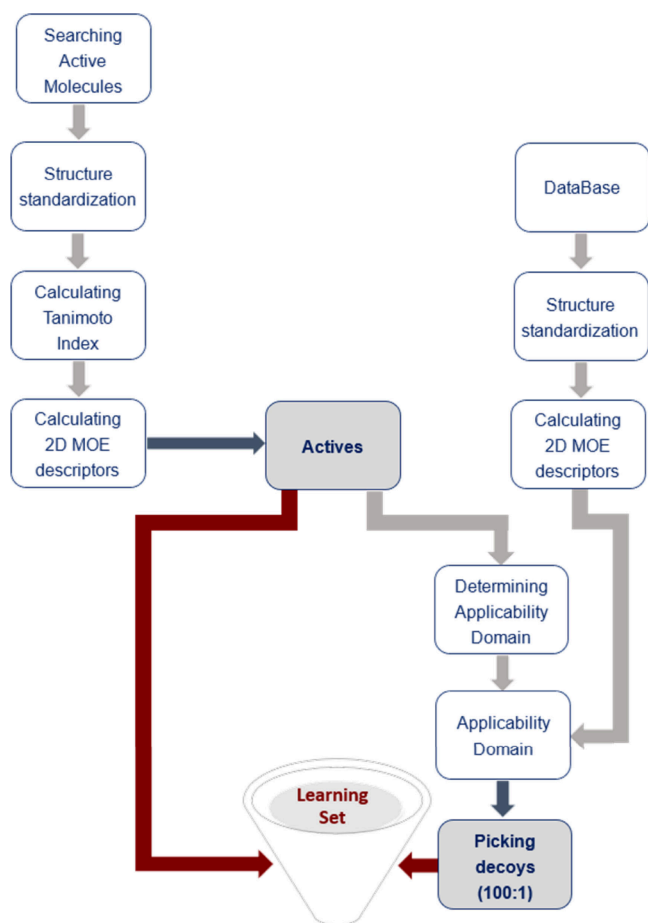 Searching
Active
Molecules
Structure
standardization
Calculating
Tanimoto
Index
Calculating
2D MOE
descriptors
Actives
DataBase
Structure
standardization
Calculating
2D MOE
descriptors
Determining
Applicability
Domain
Applicability
Domain
Picking
decoys
(100:1)
Learning
Set